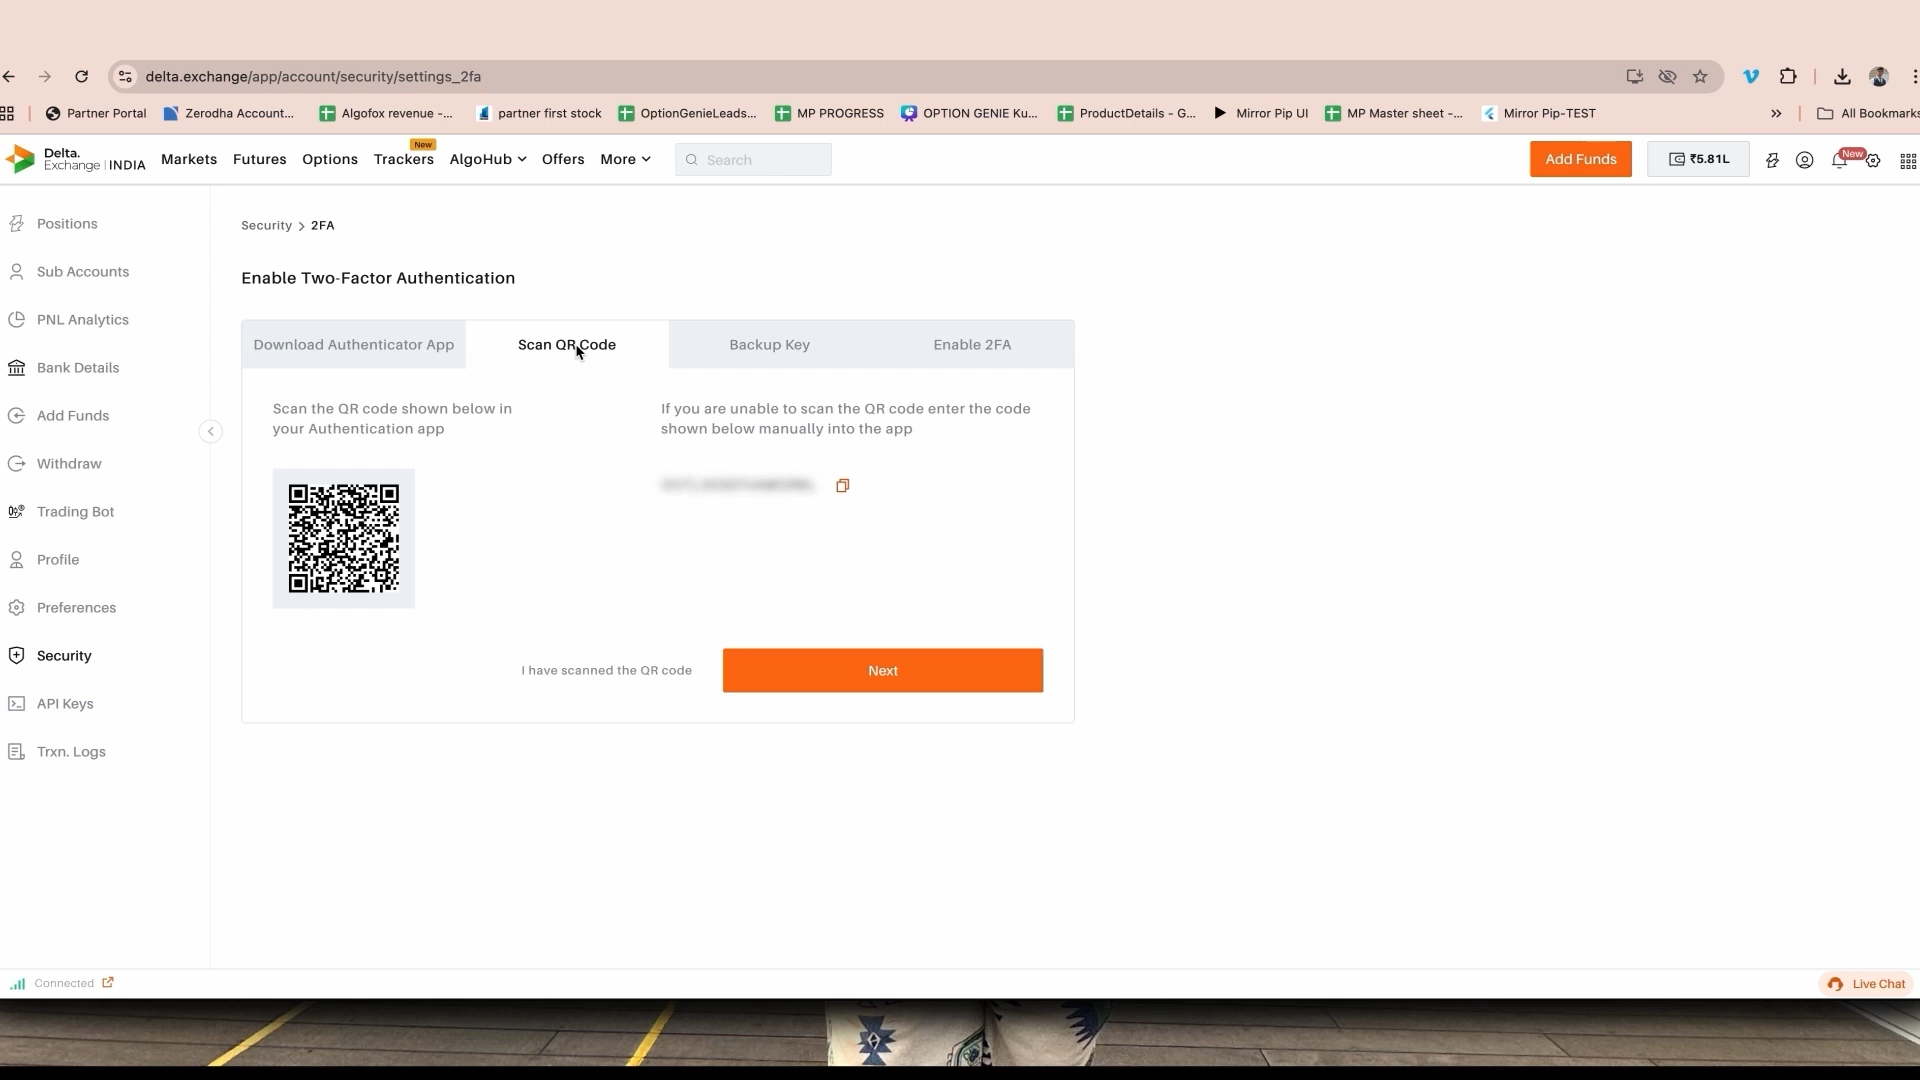 delta.exchange/app/account/security/settings_2fa
Partner Portal
Zerodha Account...
Algofox revenue -...
partner first stock
OptionGenieLeads...
MP PROGRESS
OPTION GENIE Ku...
ProductDetails - G...
Mirror Pip UI
MP Master sheet -...
Mirror Pip-TEST
All Bookmarks
Delta.
Exchange | INDIA
Markets
Futures
Options
New
Trackers
AlgoHub
Offers
More
Search
Add Funds
₹5.81L
New
Positions
Sub Accounts
PNL Analytics
Bank Details
Add Funds
Withdraw
Trading Bot
Profile
Preferences
Security
API Keys
Trxn. Logs
Security > 2FA
Enable Two-Factor Authentication
Download Authenticator App
Scan QR Code
Backup Key
Enable 2FA
Scan the QR code shown below in
your Authentication app
If you are unable to scan the QR code enter the code
shown below manually into the app
I have scanned the QR code
Next
Connected
Live Chat